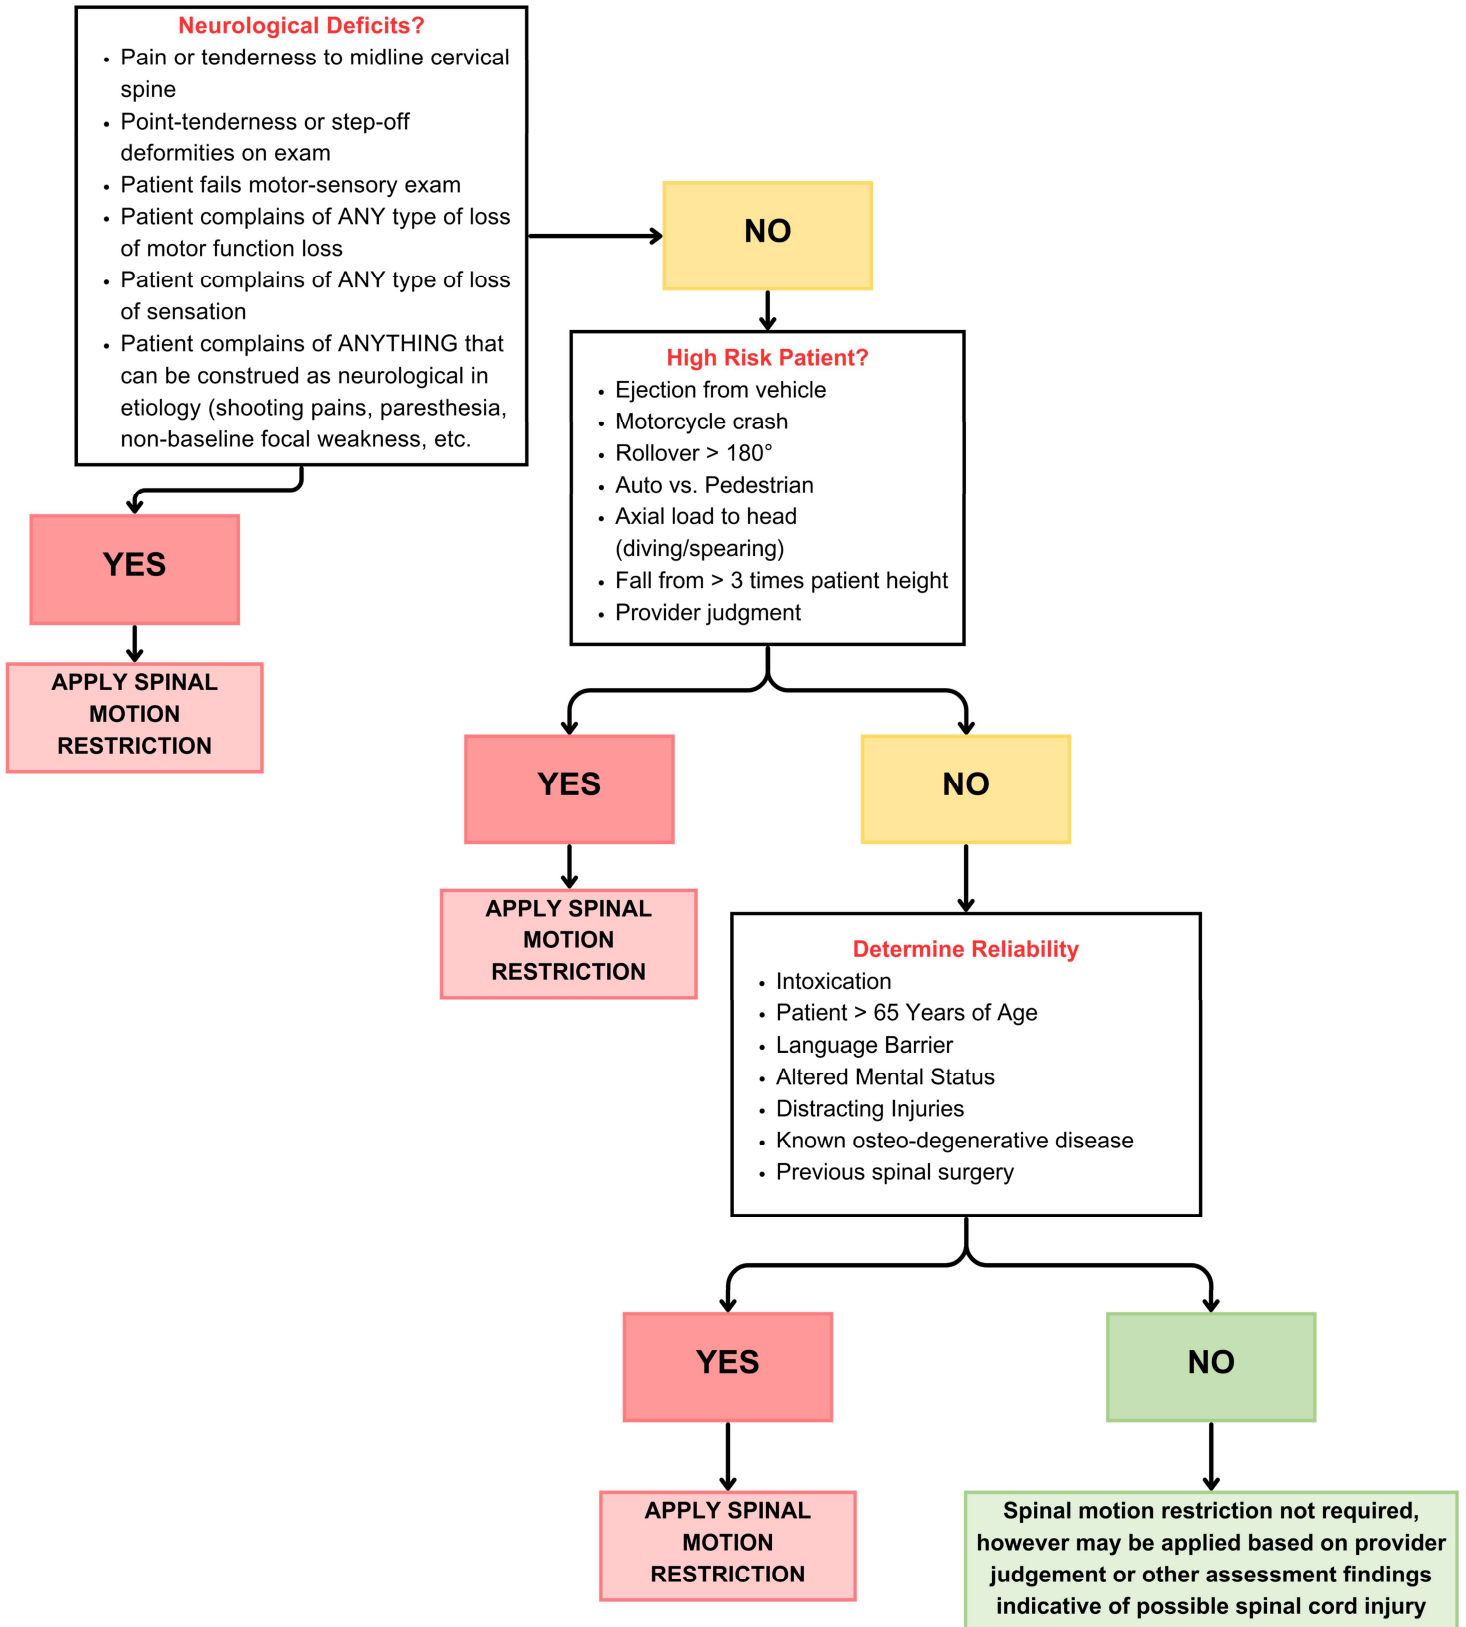 Neurological Deficits?
• Pain or tenderness to midline cervical
spine
• Point-tenderness or step-off
deformities on exam
• Patient fails motor-sensory exam
• Patient complains of ANY type of loss
of motor function loss
• Patient complains of ANY type of loss
of sensation
• Patient complains of ANYTHING that
can be construed as neurological in
etiology (shooting pains, paresthesia,
non-baseline focal weakness, etc.
NO
YES
APPLY SPINAL
MOTION
RESTRICTION
High Risk Patient?
• Ejection from vehicle
• Motorcycle crash
• Rollover > 180°
• Auto vs. Pedestrian
• Axial load to head
(diving/spearing)
• Fall from > 3 times patient height
• Provider judgment
YES
NO
APPLY SPINAL
MOTION
RESTRICTION
Determine Reliability
• Intoxication
• Patient > 65 Years of Age
• Language Barrier
• Altered Mental Status
• Distracting Injuries
• Known osteo-degenerative disease
• Previous spinal surgery
YES
NO
APPLY SPINAL
MOTION
RESTRICTION
Spinal motion restriction not required,
however may be applied based on provider
judgement or other assessment findings
indicative of possible spinal cord injury